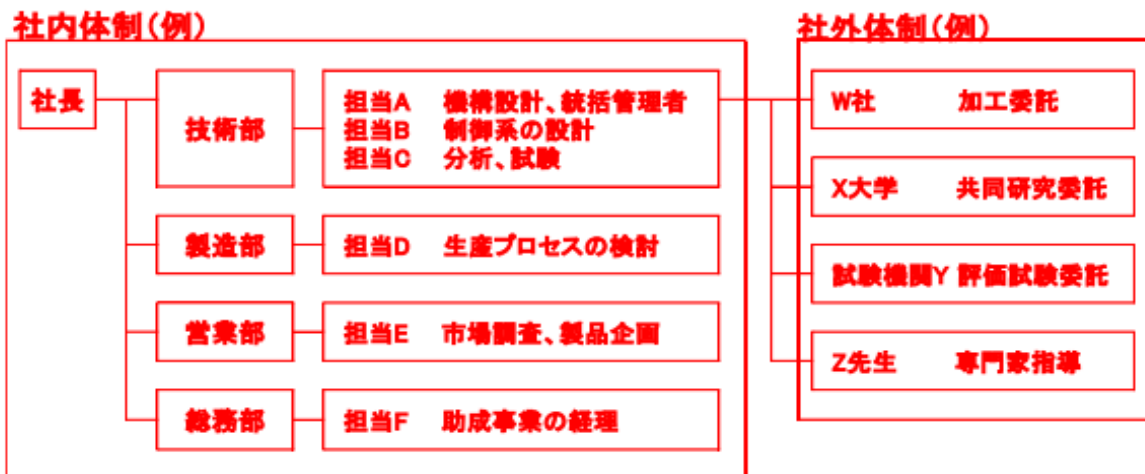 社内体制(例)
社長
技術部
担当A 機構設計、統括管理者
担当B 制御系の設計
担当C 分析、試験
製造部
担当D 生産プロセスの検討
営業部
担当E 市場調査、製品企画
総務部
担当F 助成事業の経理
社外体制(例)
W社 加工委託
X大学 共同研究委託
試験機関Y 評価試験委託
Z先生 専門家指導